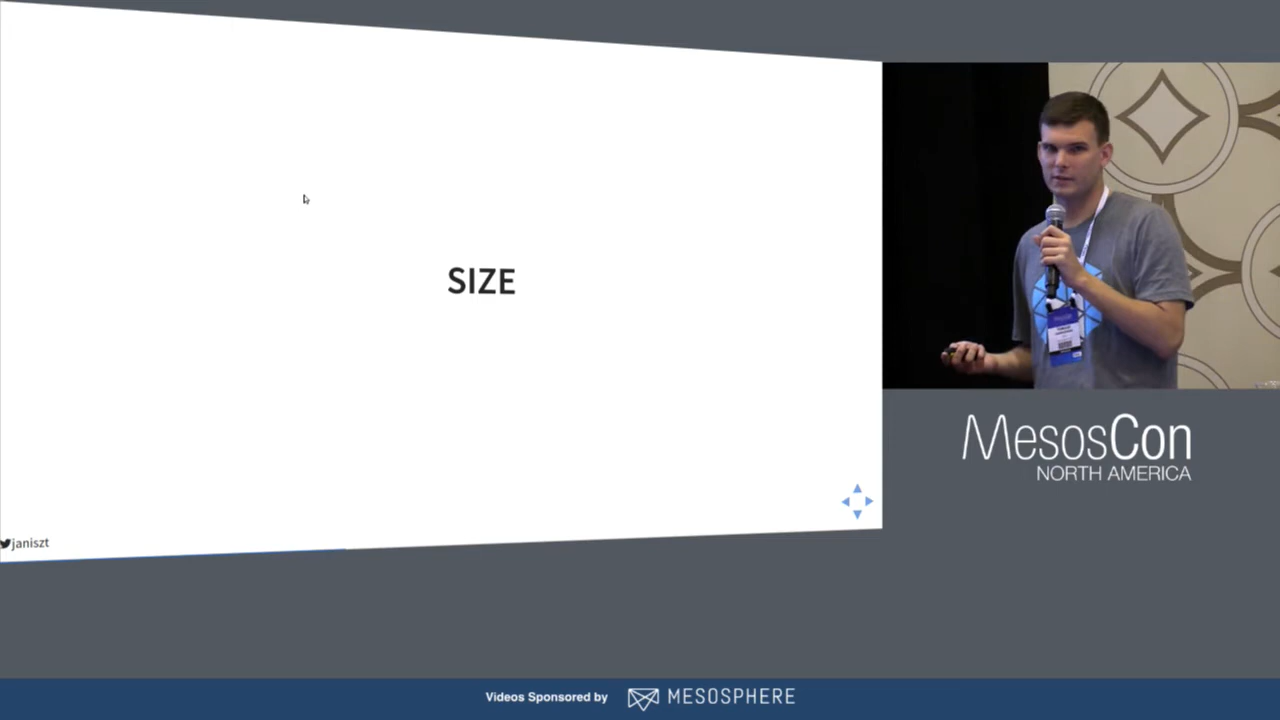 SIZE
janiszt
MesosCon
NORTH AMERICA
Videos Sponsored by MESOSPHERE